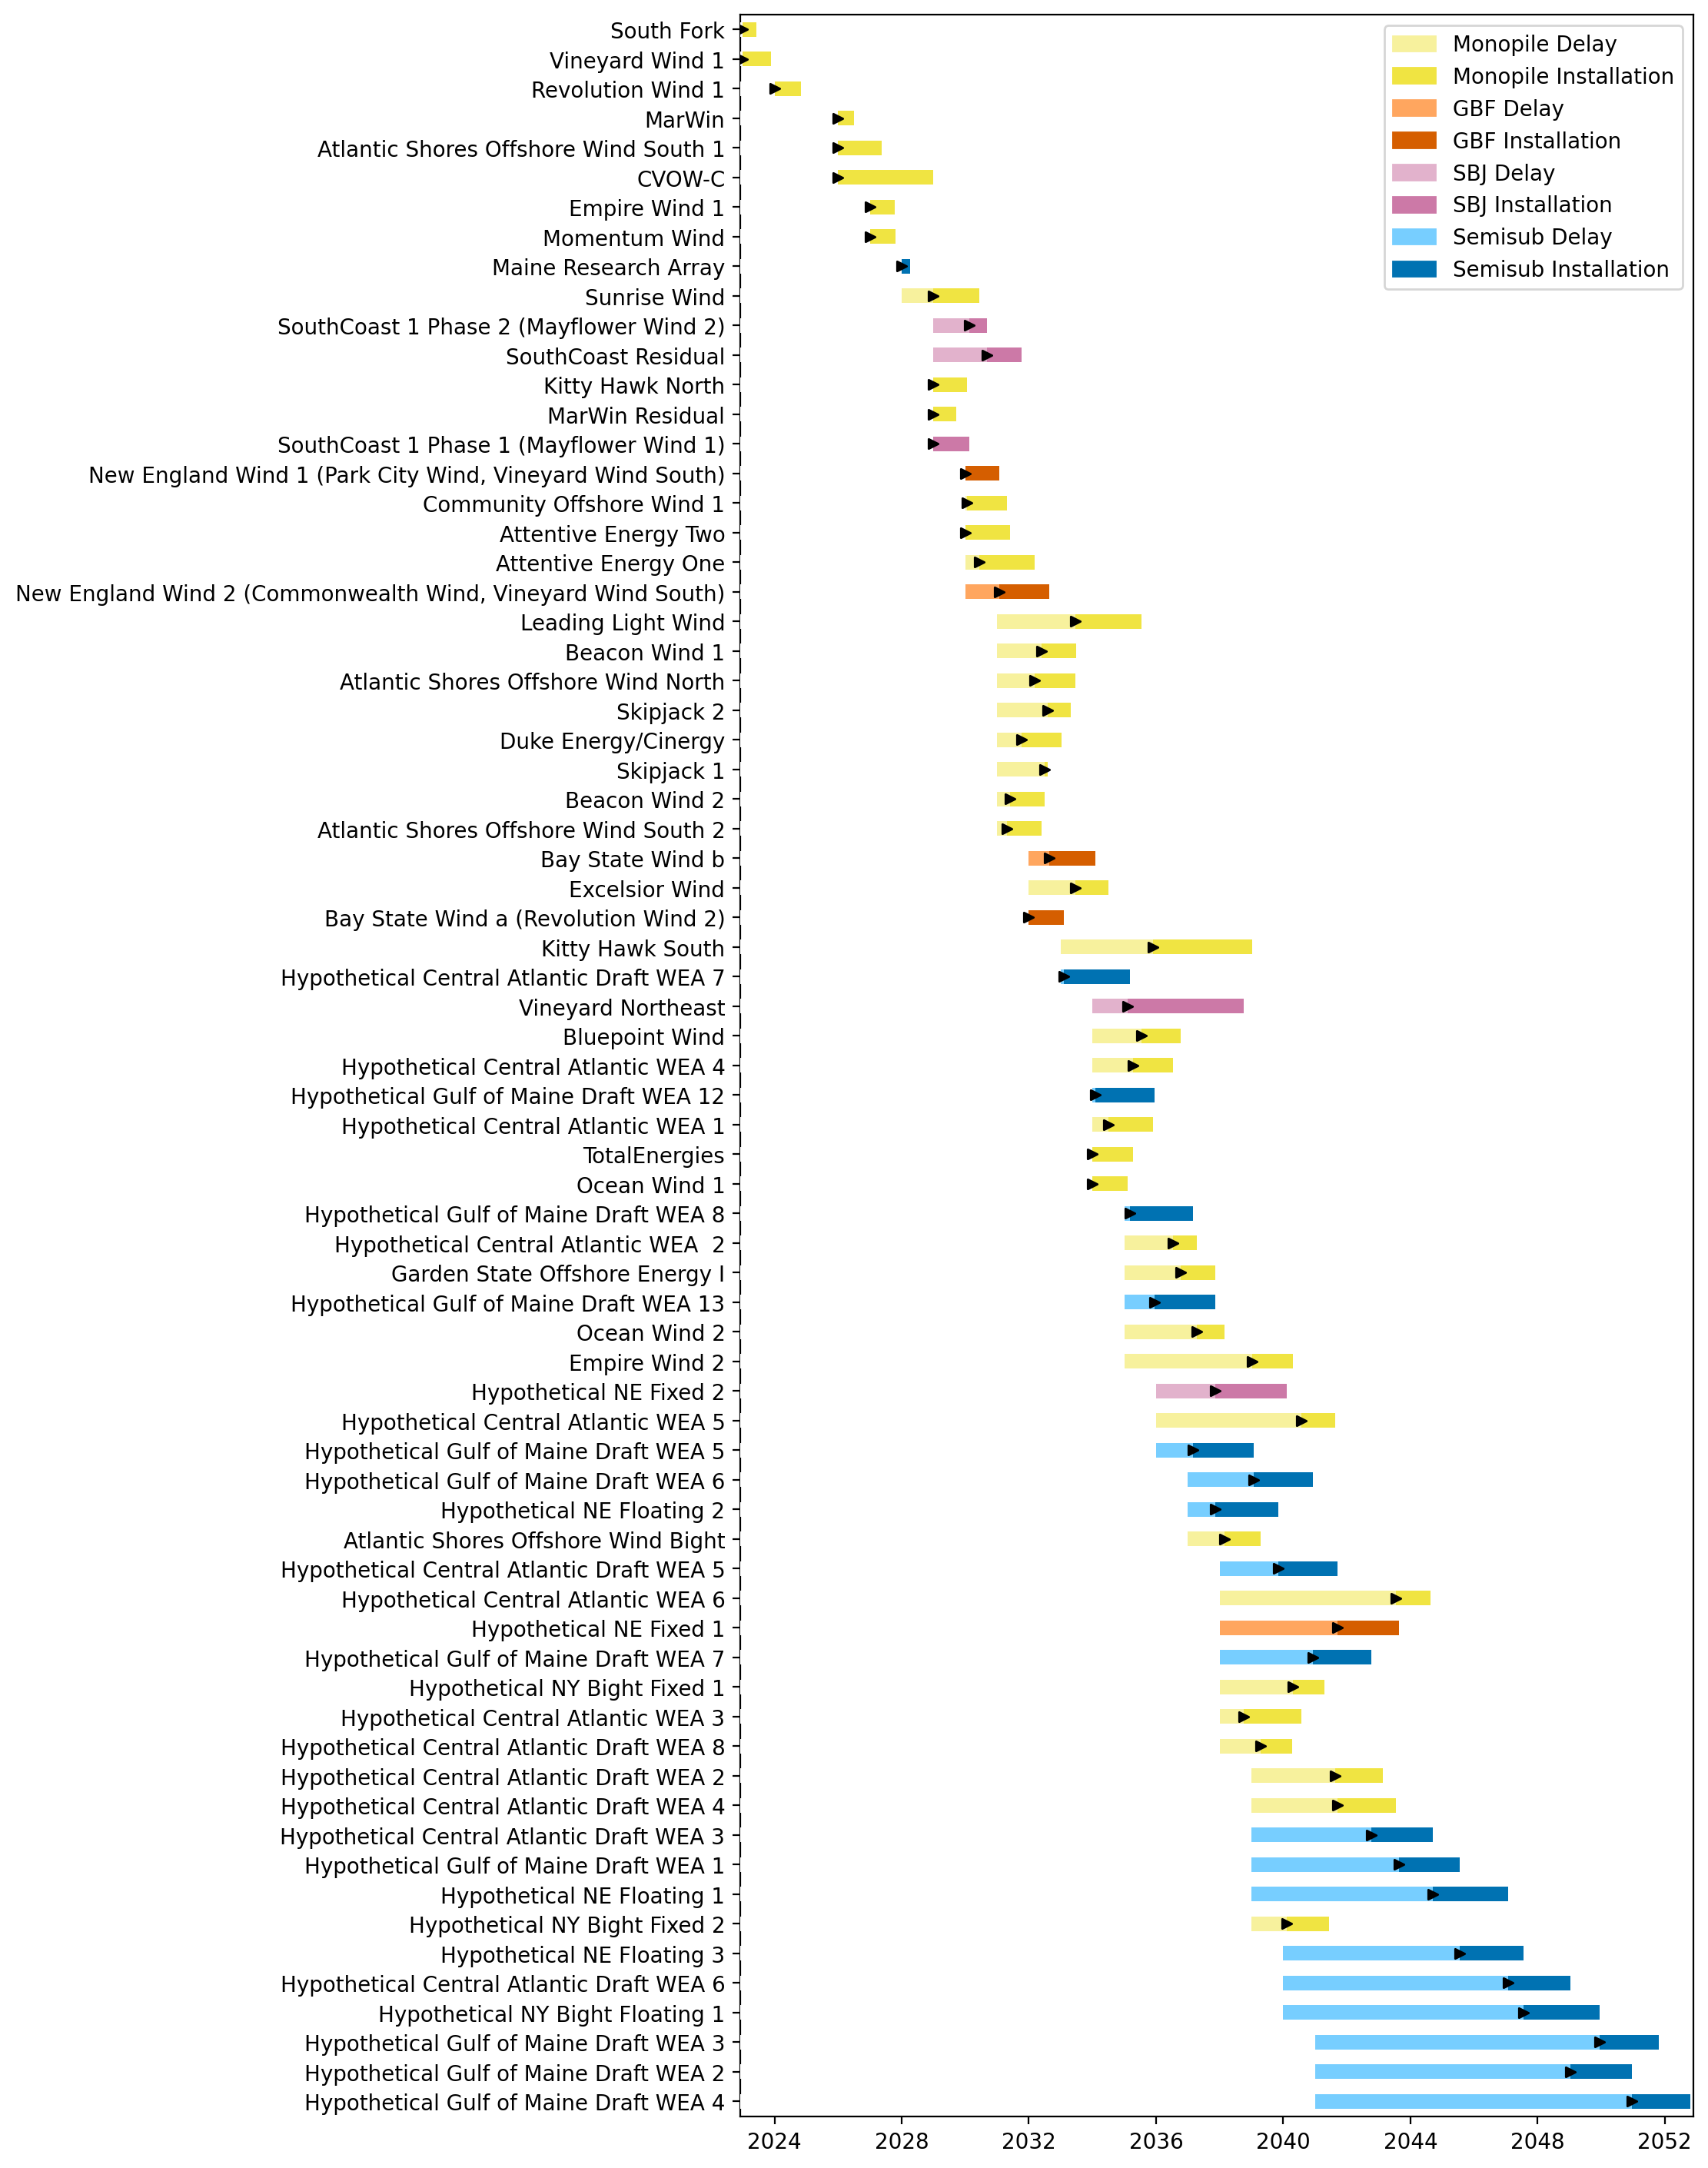 South Fork
Vineyard Wind 1
Revolution Wind 1
MarWin
Atlantic Shores Offshore Wind South 1
CVOW-C
Empire Wind 1
Momentum Wind
Maine Research Array
Sunrise Wind
SouthCoast 1 Phase 2 (Mayflower Wind 2)
SouthCoast Residual
Kitty Hawk North
MarWin Residual
SouthCoast 1 Phase 1 (Mayflower Wind 1)
New England Wind 1 (Park City Wind, Vineyard Wind South)
Community Offshore Wind 1
Attentive Energy Two
Attentive Energy One
New England Wind 2 (Commonwealth Wind, Vineyard Wind South)
Leading Light Wind
Beacon Wind 1
Atlantic Shores Offshore Wind North
Skipjack 2
Duke Energy/Cinergy
Skipjack 1
Beacon Wind 2
Atlantic Shores Offshore Wind South 2
Bay State Wind b
Excelsior Wind
Bay State Wind a (Revolution Wind 2)
Kitty Hawk South
Hypothetical Central Atlantic Draft WEA 7
Vineyard Northeast
Bluepoint Wind
Hypothetical Central Atlantic WEA 4
Hypothetical Gulf of Maine Draft WEA 12
Hypothetical Central Atlantic WEA 1
TotalEnergies
Ocean Wind 1
Hypothetical Gulf of Maine Draft WEA 8
Hypothetical Central Atlantic WEA  2
Garden State Offshore Energy I
Hypothetical Gulf of Maine Draft WEA 13
Ocean Wind 2
Empire Wind 2
Hypothetical NE Fixed 2
Hypothetical Central Atlantic WEA 5
Hypothetical Gulf of Maine Draft WEA 5
Hypothetical Gulf of Maine Draft WEA 6
Hypothetical NE Floating 2
Atlantic Shores Offshore Wind Bight
Hypothetical Central Atlantic Draft WEA 5
Hypothetical Central Atlantic WEA 6
Hypothetical NE Fixed 1
Hypothetical Gulf of Maine Draft WEA 7
Hypothetical NY Bight Fixed 1
Hypothetical Central Atlantic WEA 3
Hypothetical Central Atlantic Draft WEA 8
Hypothetical Central Atlantic Draft WEA 2
Hypothetical Central Atlantic Draft WEA 4
Hypothetical Central Atlantic Draft WEA 3
Hypothetical Gulf of Maine Draft WEA 1
Hypothetical NE Floating 1
Hypothetical NY Bight Fixed 2
Hypothetical NE Floating 3
Hypothetical Central Atlantic Draft WEA 6
Hypothetical NY Bight Floating 1
Hypothetical Gulf of Maine Draft WEA 3
Hypothetical Gulf of Maine Draft WEA 2
Hypothetical Gulf of Maine Draft WEA 4
Monopile Delay
Monopile Installation
GBF Delay
GBF Installation
SBJ Delay
SBJ Installation
Semisub Delay
Semisub Installation
2024 2028 2032 2036 2040 2044 2048 2052